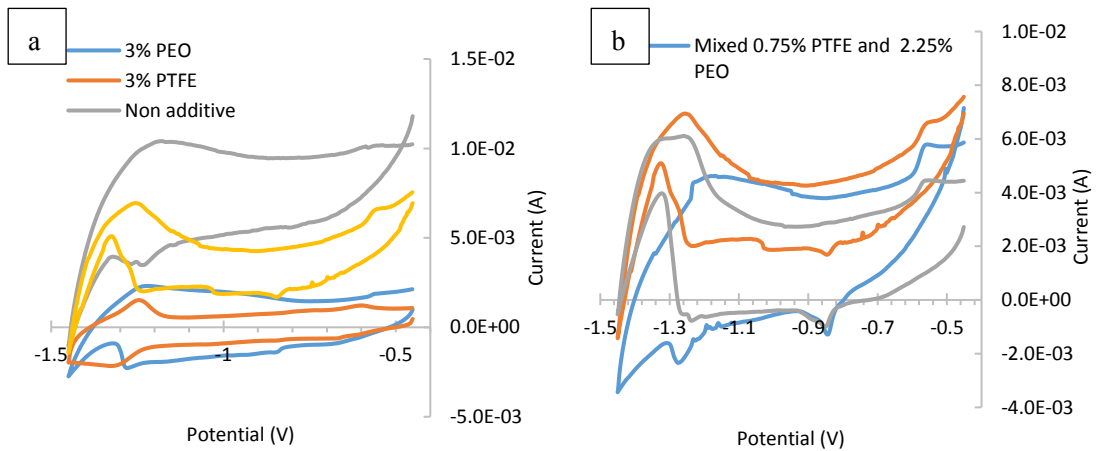 a
3% PEO
3% PTFE
Non additive
1.5E-02
1.0E-02
5.0E-03
0.0E+00
-5.0E-03
-1.5
-1
-0.5
Current (A)
Potential (V)
b
Mixed 0.75% PTFE and 2.25%
PEO
1.0E-02
8.0E-03
6.0E-03
4.0E-03
2.0E-03
0.0E+00
-2.0E-03
-4.0E-03
-1.5
-1.3
-1.1
-0.9
-0.7
-0.5
Current (A)
Potential (V)